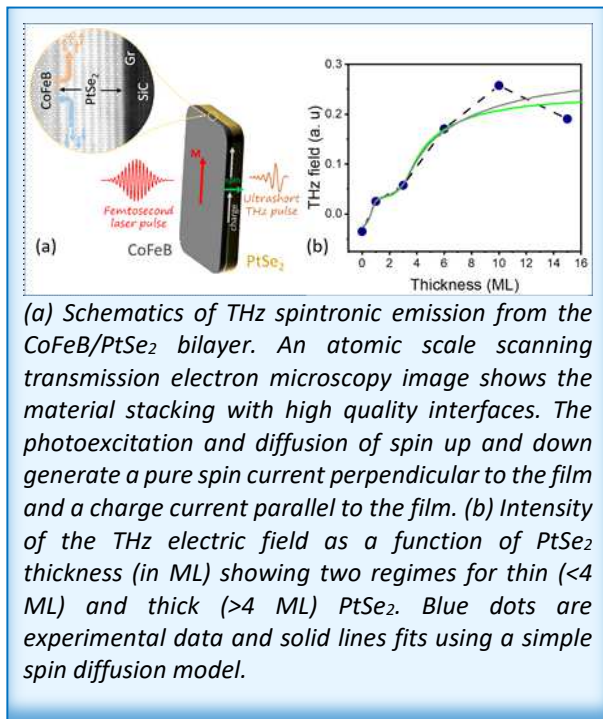 CoFeB
PtSe2
Gr
SiC
M
Femtosecond
laser pulse
charge
Ultrashort
THz pulse
(a)
CoFeB
PtSe2
THz field (a. u)
0.3
0.2
0.1
0.0
(b)
0 2 4 6 8 10 12 14 16
Thickness (ML)
(a) Schematics of THz spintronic emission from the
CoFeB/PtSe2 bilayer. An atomic scale scanning
transmission electron microscopy image shows the
material stacking with high quality interfaces. The
photoexcitation and diffusion of spin up and down
generate a pure spin current perpendicular to the film
and a charge current parallel to the film. (b) Intensity
of the THz electric field as a function of PtSe2
thickness (in ML) showing two regimes for thin (<4
ML) and thick (>4 ML) PtSe2. Blue dots are
experimental data and solid lines fits using a simple
spin diffusion model.